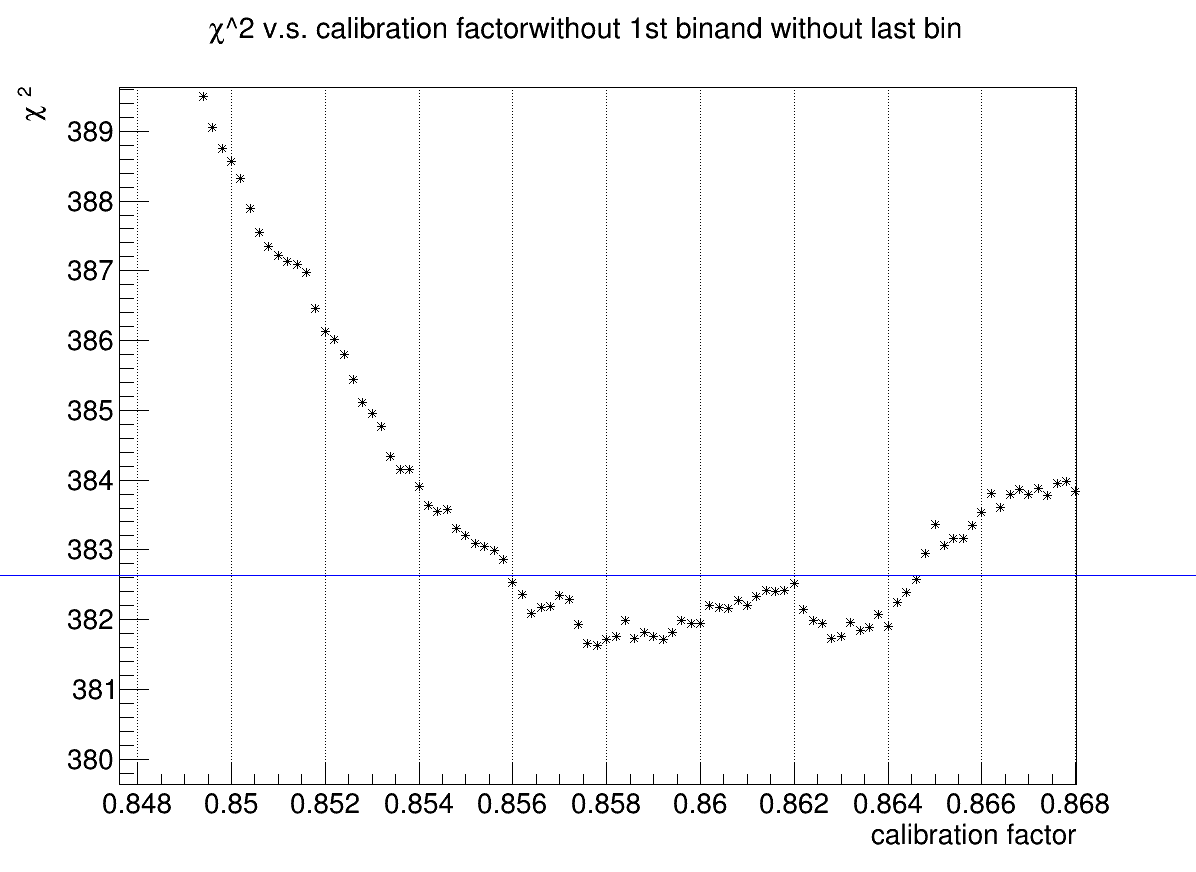 χ^2 v.s. calibration factorwithout 1st binand without last bin
χ 2
389
388
387
386
385
384
383
382
381
380
0.848 0.85 0.852 0.854 0.856 0.858 0.86 0.862 0.864 0.866 0.868
calibration factor